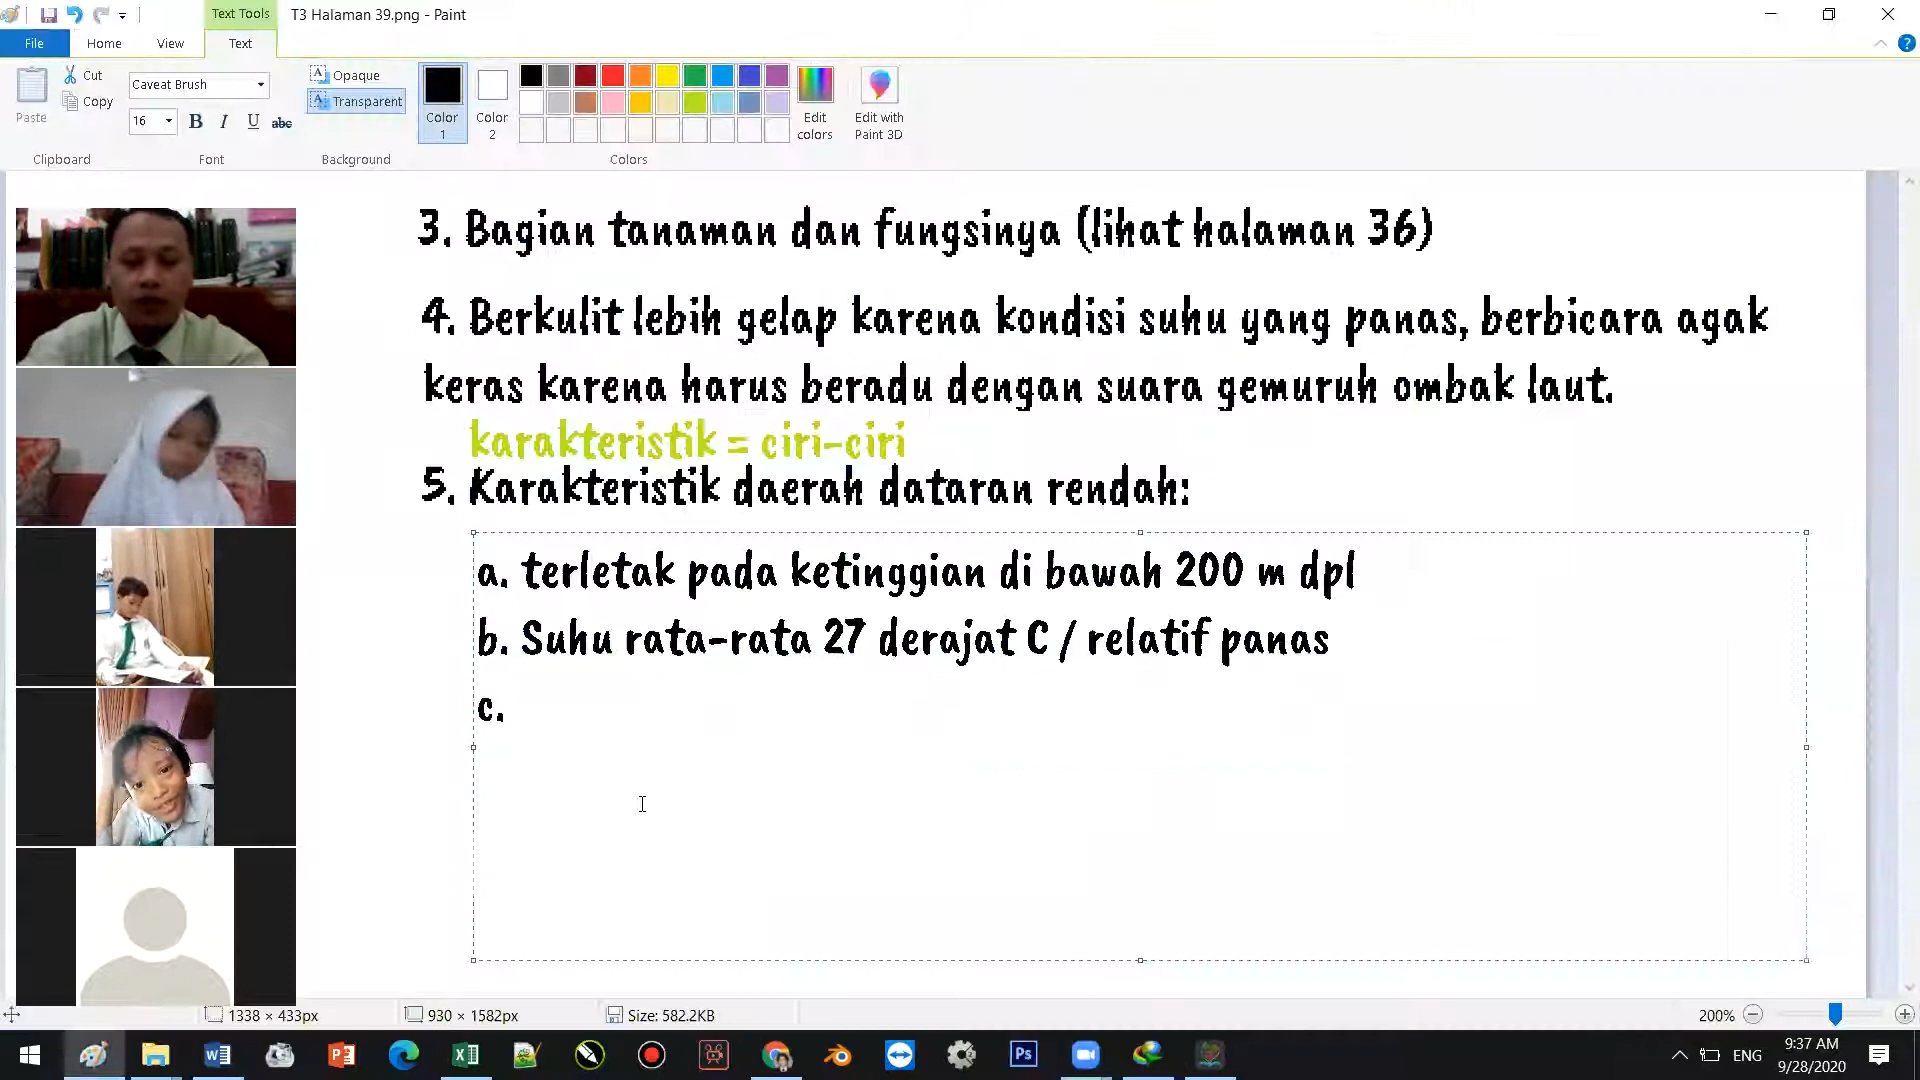 Text Tools
T3 Halaman 39.png - Paint
File
Home
View
Text
Paste
Cut
Copy
Clipboard
Caveat Brush
16
B I U abc
Font
Opaque
Transparent
Background
Color 1
Color 2
Edit colors
Edit with Paint 3D
Colors
3. Bagian tanaman dan fungsinya (lihat halaman 36)
4. Berkulit lebih gelap karena kondisi suhu yang panas, berbicara agak
keras karena harus beradu dengan suara gemuruh ombak laut.
karakteristik = ciri-ciri
5. Karakteristik daerah dataran rendah:
a. terletak pada ketinggian di bawah 200 m dpl
b. Suhu rata-rata 27 derajat C / relatif panas
c.
1338 × 433px
930 × 1582px
Size: 582.2KB
200%
Ps
ENG
9:37 AM
9/28/2020